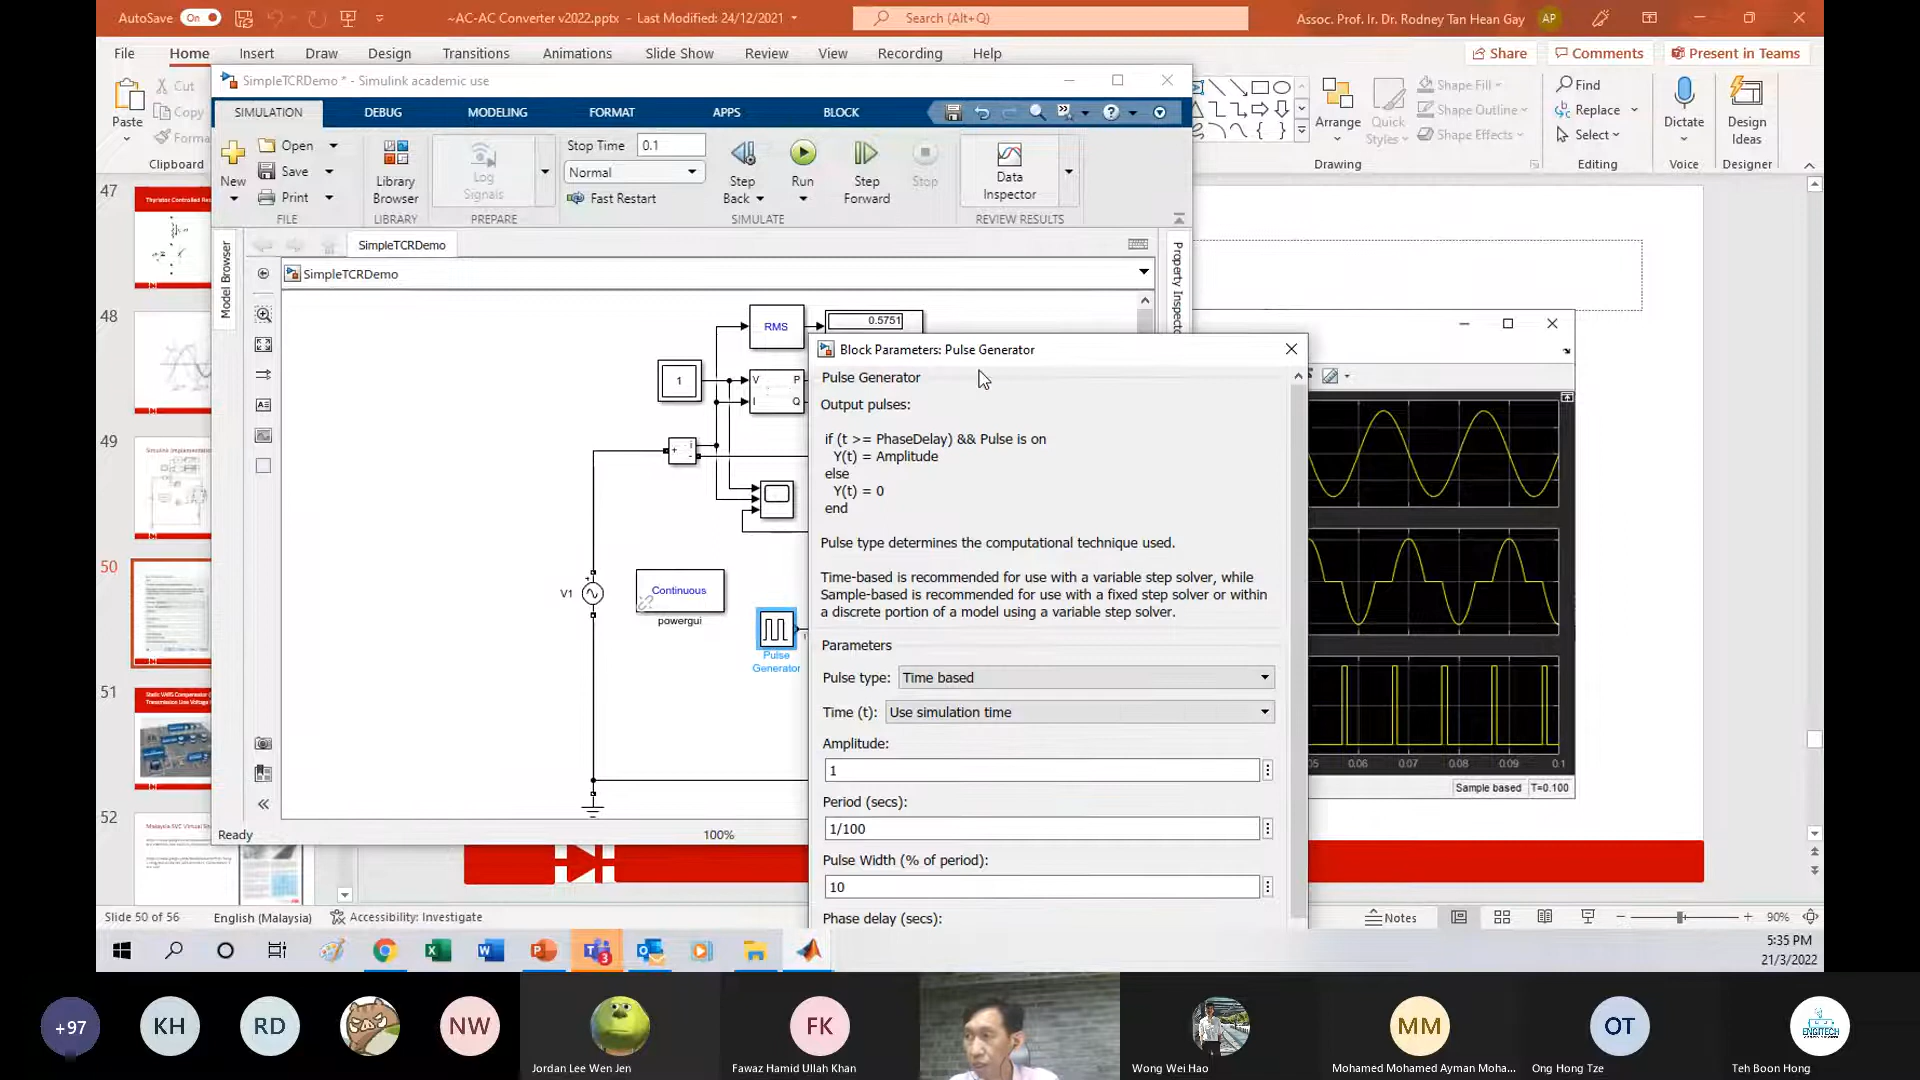 AutoSave On
~AC-AC Converter v2022.pptx - Last Modified: 24/12/2021
Search (Alt+Q)
Assoc. Prof. Ir. Dr. Rodney Tan Hean Gay AP
File Home Insert Draw Design Transitions Animations Slide Show Review View Recording Help
Share Comments Present in Teams
Paste
Cut
Copy
Forma
Clipboard
SimpleTCRDemo * - Simulink academic use
SIMULATION DEBUG MODELING FORMAT APPS BLOCK
New
Open
Save
Print
FILE
Library Browser
LIBRARY
Log Signals
PREPARE
Stop Time 0.1
Normal
Fast Restart
Step Back
Run
Step Forward
Stop
SIMULATE
Data Inspector
REVIEW RESULTS
Arrange
Quick Styles
Shape Fill
Shape Outline
Shape Effects
Drawing
Find
Replace
Select
Editing
Dictate
Voice
Design Ideas
Designer
47
48
49
50
51
52
Model Browser
SimpleTCRDemo
SimpleTCRDemo
Property Inspecto
RMS
0.5751
1
V P
I Q
V1
Continuous
powergui
Pulse
Generator
Ready
100%
Block Parameters: Pulse Generator
Pulse Generator
Output pulses:
if (t >= PhaseDelay) && Pulse is on
Y(t) = Amplitude
else
Y(t) = 0
end
Pulse type determines the computational technique used.
Time-based is recommended for use with a variable step solver, while
Sample-based is recommended for use with a fixed step solver or within
a discrete portion of a model using a variable step solver.
Parameters
Pulse type: Time based
Time (t): Use simulation time
Amplitude:
1
Period (secs):
1/100
Pulse Width (% of period):
10
Phase delay (secs):
05 0.06 0.07 0.08 0.09 0.1
Sample based T=0.100
Slide 50 of 56 English (Malaysia) Accessibility: Investigate
Notes
90%
3
5:35 PM
21/3/2022
+97
KH
RD
NW
Jordan Lee Wen Jen
FK
Fawaz Hamid Ullah Khan
Wong Wei Hao
MM
Mohamed Mohamed Ayman Moha...
OT
Ong Hong Tze
ENGITECH
Teh Boon Hong